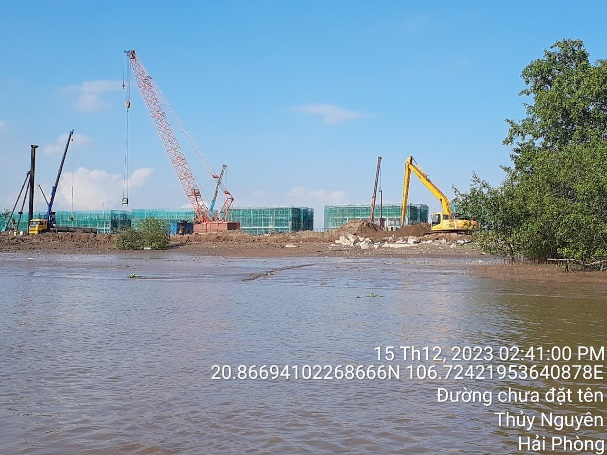 15 Th12, 2023 02:41:00 PM
20.86694102268666N 106.72421953640878E
Đường chưa đặt tên
Thủy Nguyên
Hải Phòng